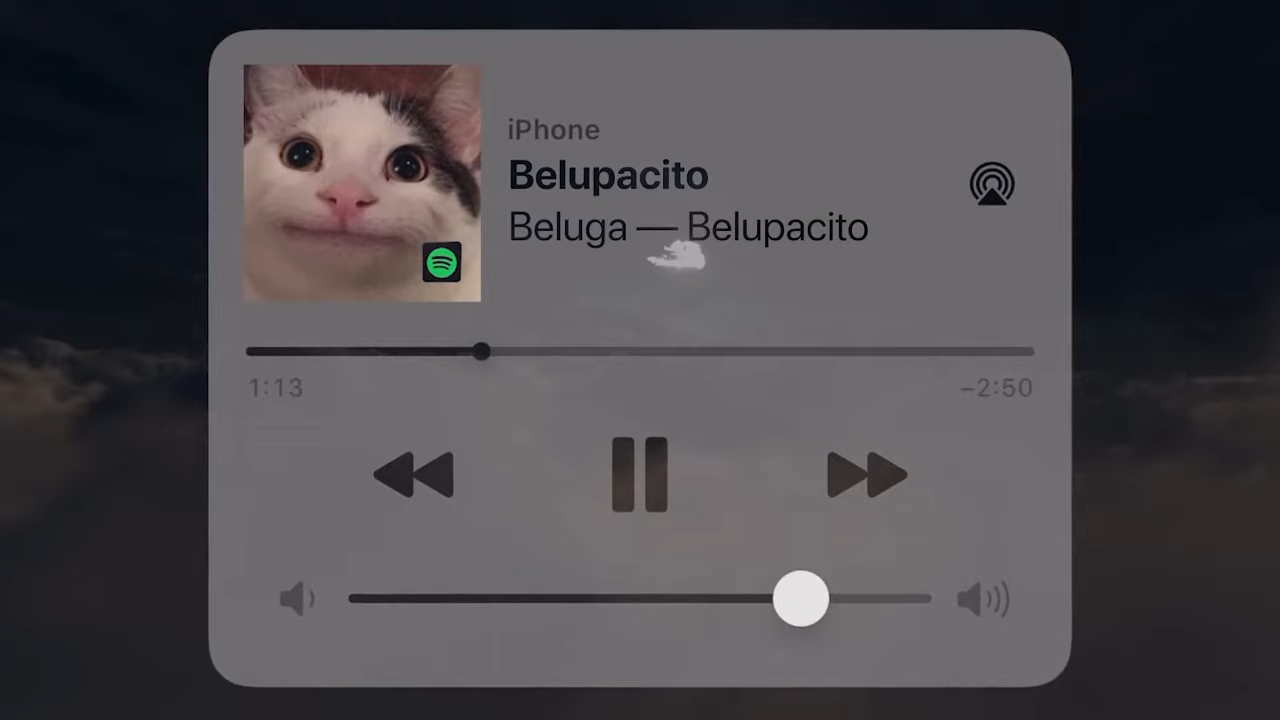 iPhone
Belupacito
Beluga — Belupacito
1:13
−2:50